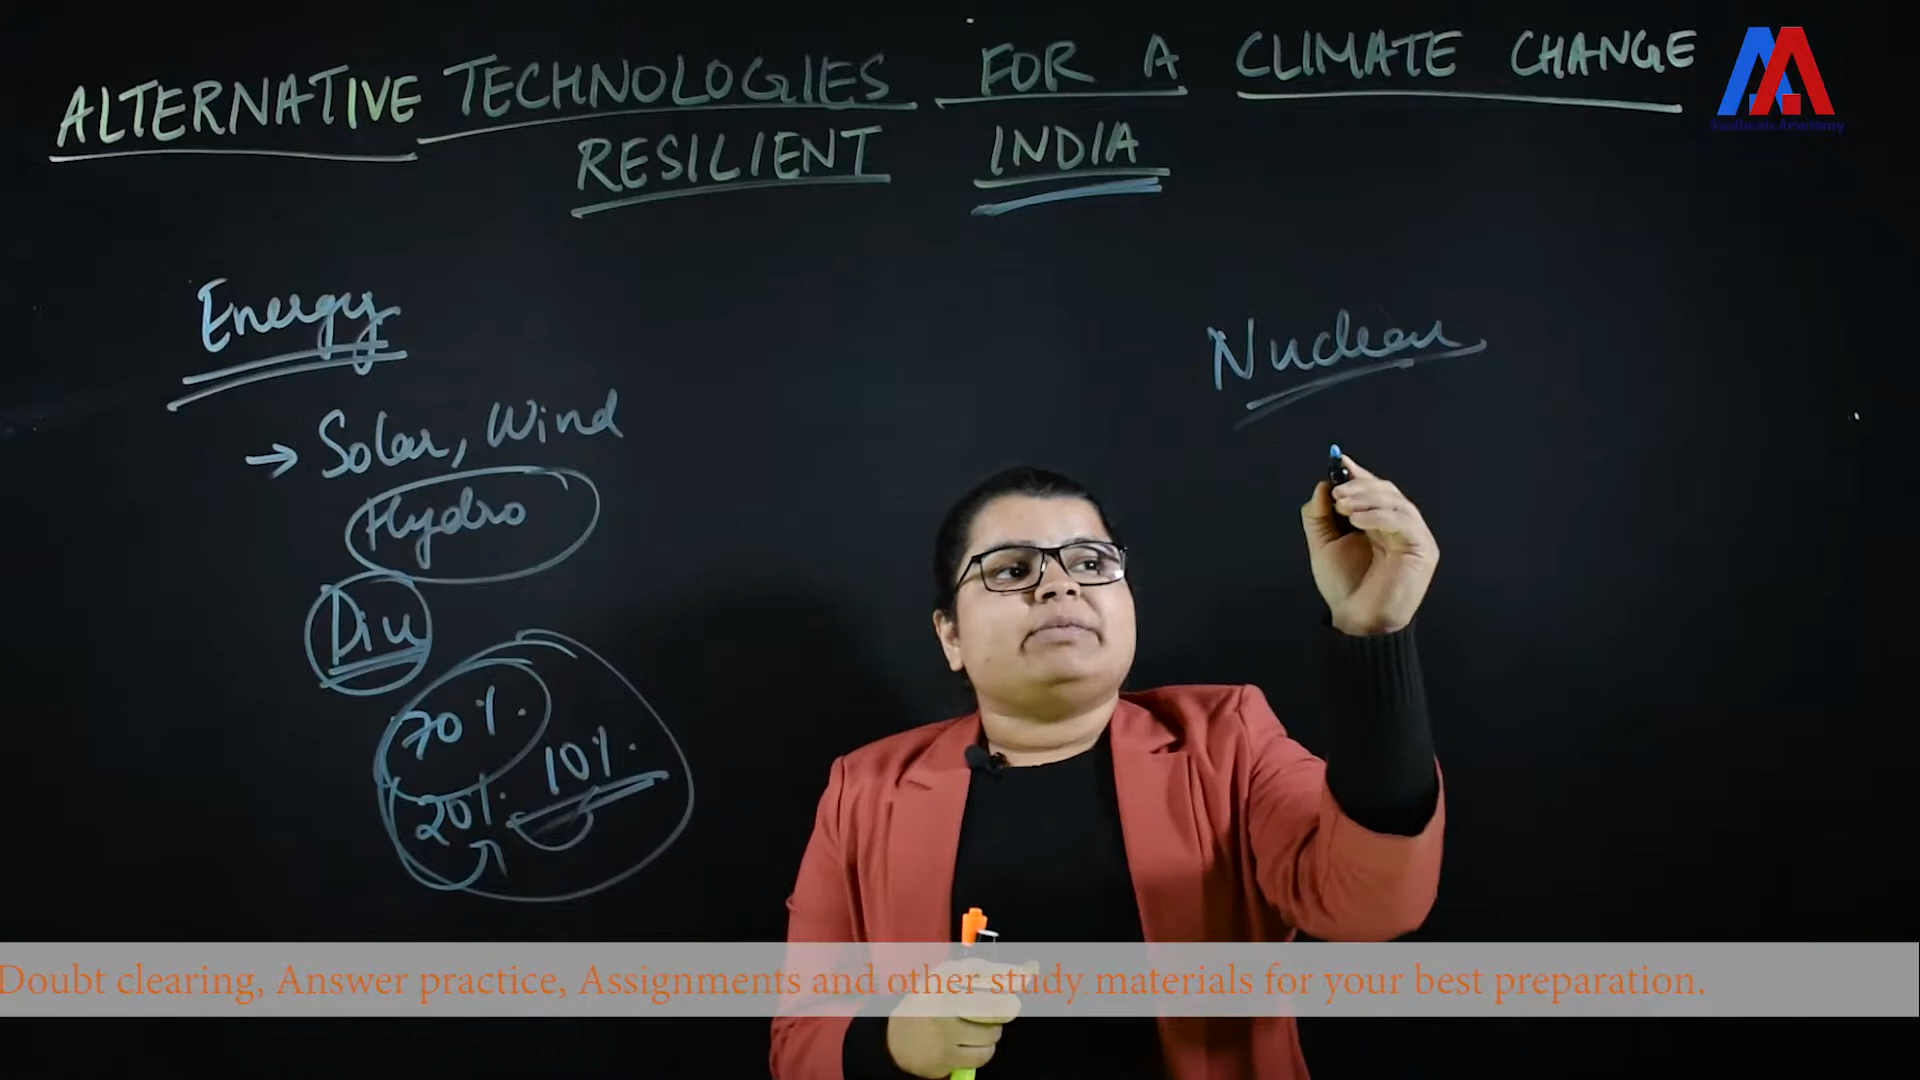 ALTERNATIVE TECHNOLOGIES FOR A CLIMATE CHANGE
RESILIENT INDIA
Energy
→ Solar, Wind
Hydro
Diu
70%.
10%.
20%.
Nuclear
Academy
Doubt clearing, Answer practice, Assignments and other study materials for your best preparation.